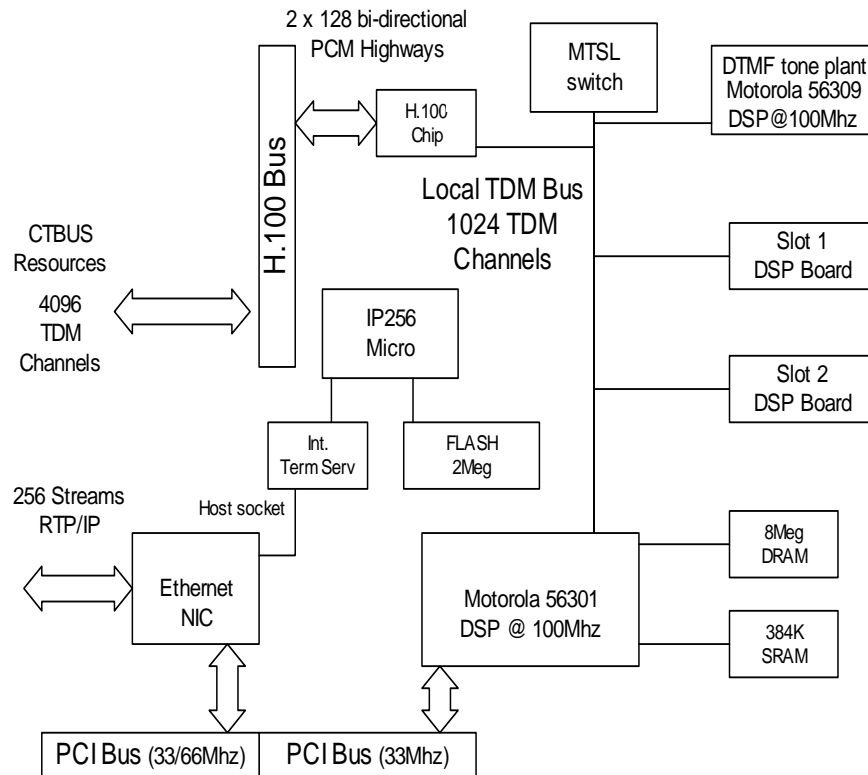 2 x 128 bi-directional
PCM Highways
MTSL
switch
DTMF tone plant
Motorola 56309
DSP@100Mhz
H.100
Chip
H.100 Bus
Local TDM Bus
1024 TDM
Channels
CTBUS
Resources
4096
TDM
Channels
Slot 1
DSP Board
IP256
Micro
Slot 2
DSP Board
Int.
Term Serv
FLASH
2Meg
256 Streams
RTP/IP
Host socket
Ethernet
NIC
Motorola 56301
DSP @ 100Mhz
8Meg
DRAM
384K
SRAM
PCI Bus (33/66Mhz)
PCI Bus (33Mhz)